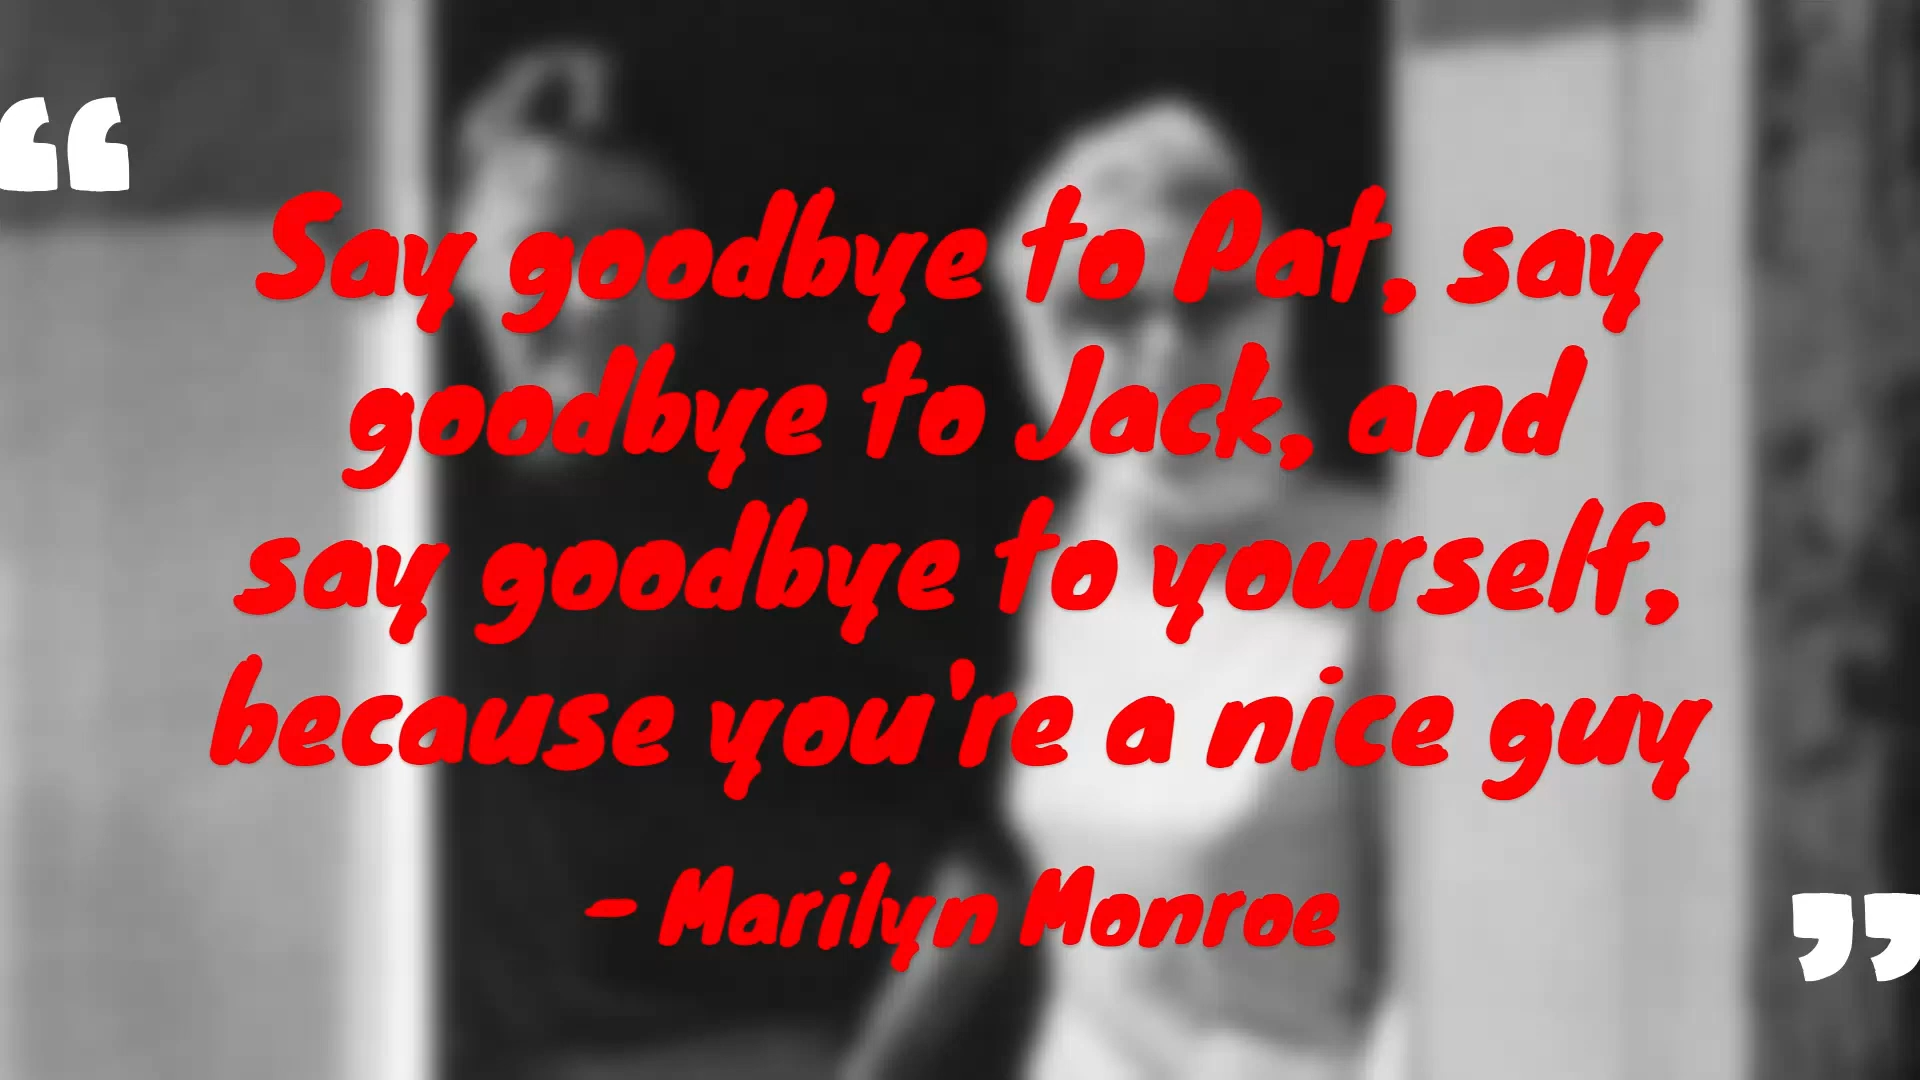 “
Say goodbye to Pat, say
goodbye to Jack, and
say goodbye to yourself,
because you're a nice guy
- Marilyn Monroe
”